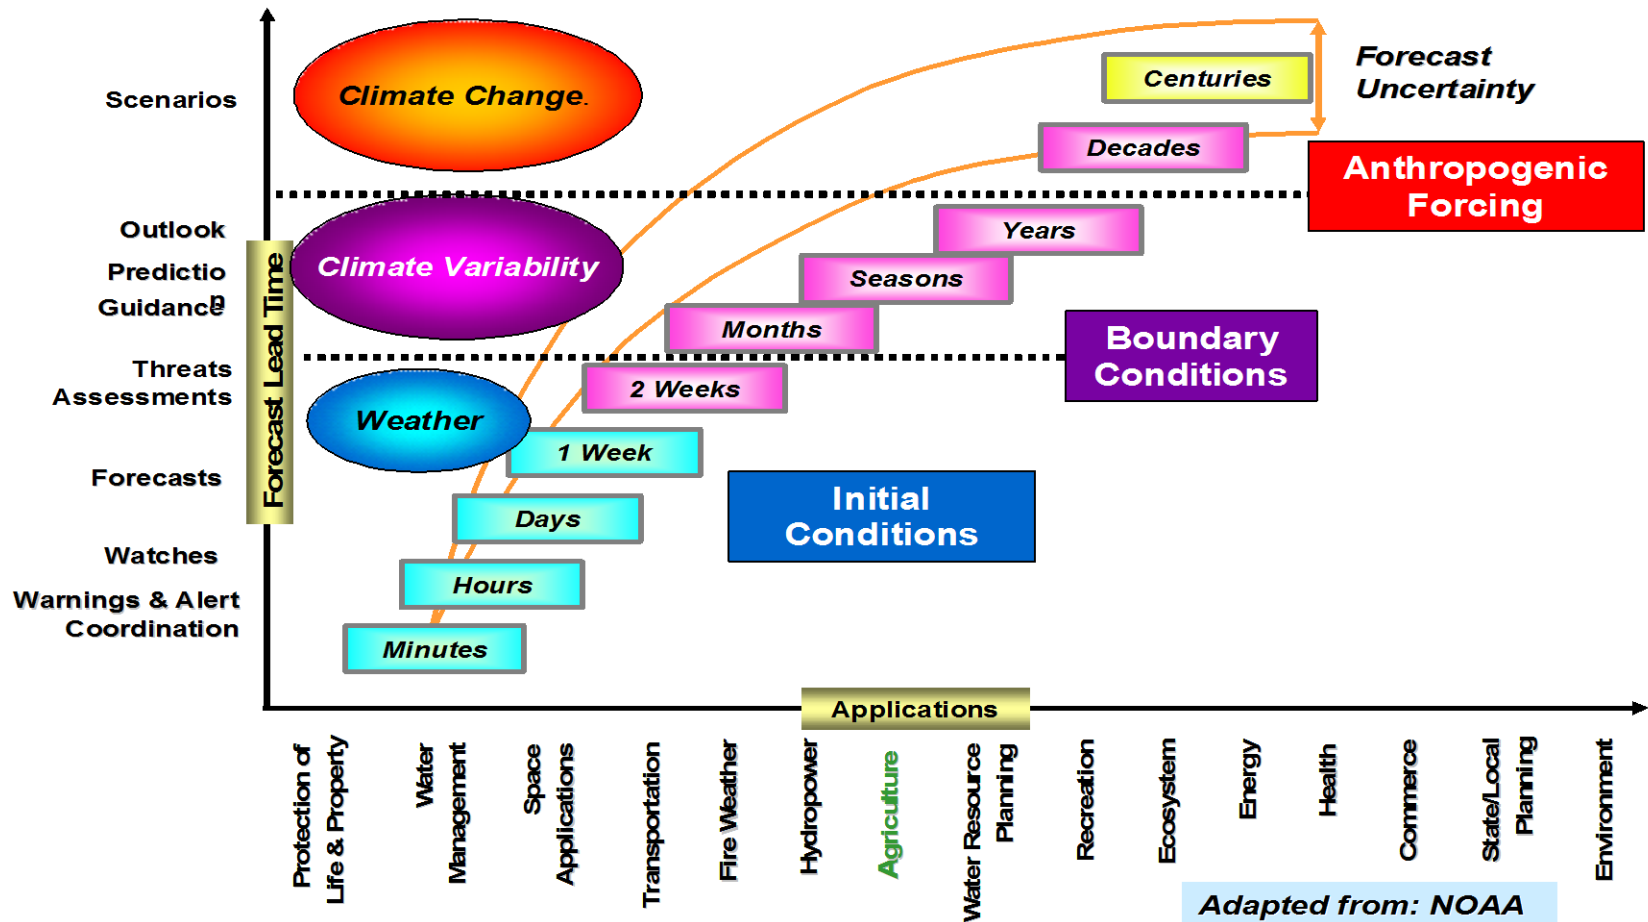 Scenarios
Outlook
Predictio
n
Guidance
Threats
Assessments
Forecasts
Watches
Warnings & Alert
Coordination
Forecast Lead Time
Climate Change.
Climate Variability
Weather
Centuries
Decades
Years
Seasons
Months
2 Weeks
1 Week
Days
Hours
Minutes
Forecast
Uncertainty
Anthropogenic
Forcing
Boundary
Conditions
Initial
Conditions
Applications
Protection of
Life & Property
Water
Management
Space
Applications
Transportation
Fire Weather
Hydropower
Agriculture
Water Resource
Planning
Recreation
Ecosystem
Energy
Health
Commerce
State/Local
Planning
Environment
Adapted from: NOAA